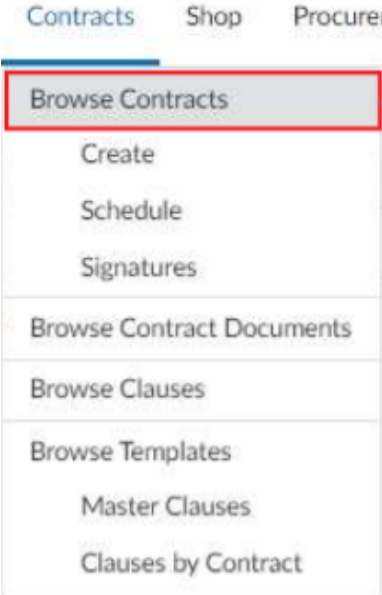 Contracts Shop Procure
Browse Contracts
Create
Schedule
Signatures
Browse Contract Documents
Browse Clauses
Browse Templates
Master Clauses
Clauses by Contract